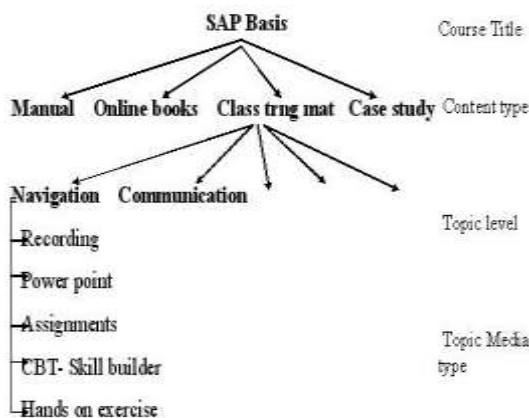 SAP Basis Course Title
Manual Online books Class trng mat Case study Content type
Navigation Communication
Topic level
Recording
Power point
Assignments
Topic Media
type
CBT- Skill builder
Hands on exercise